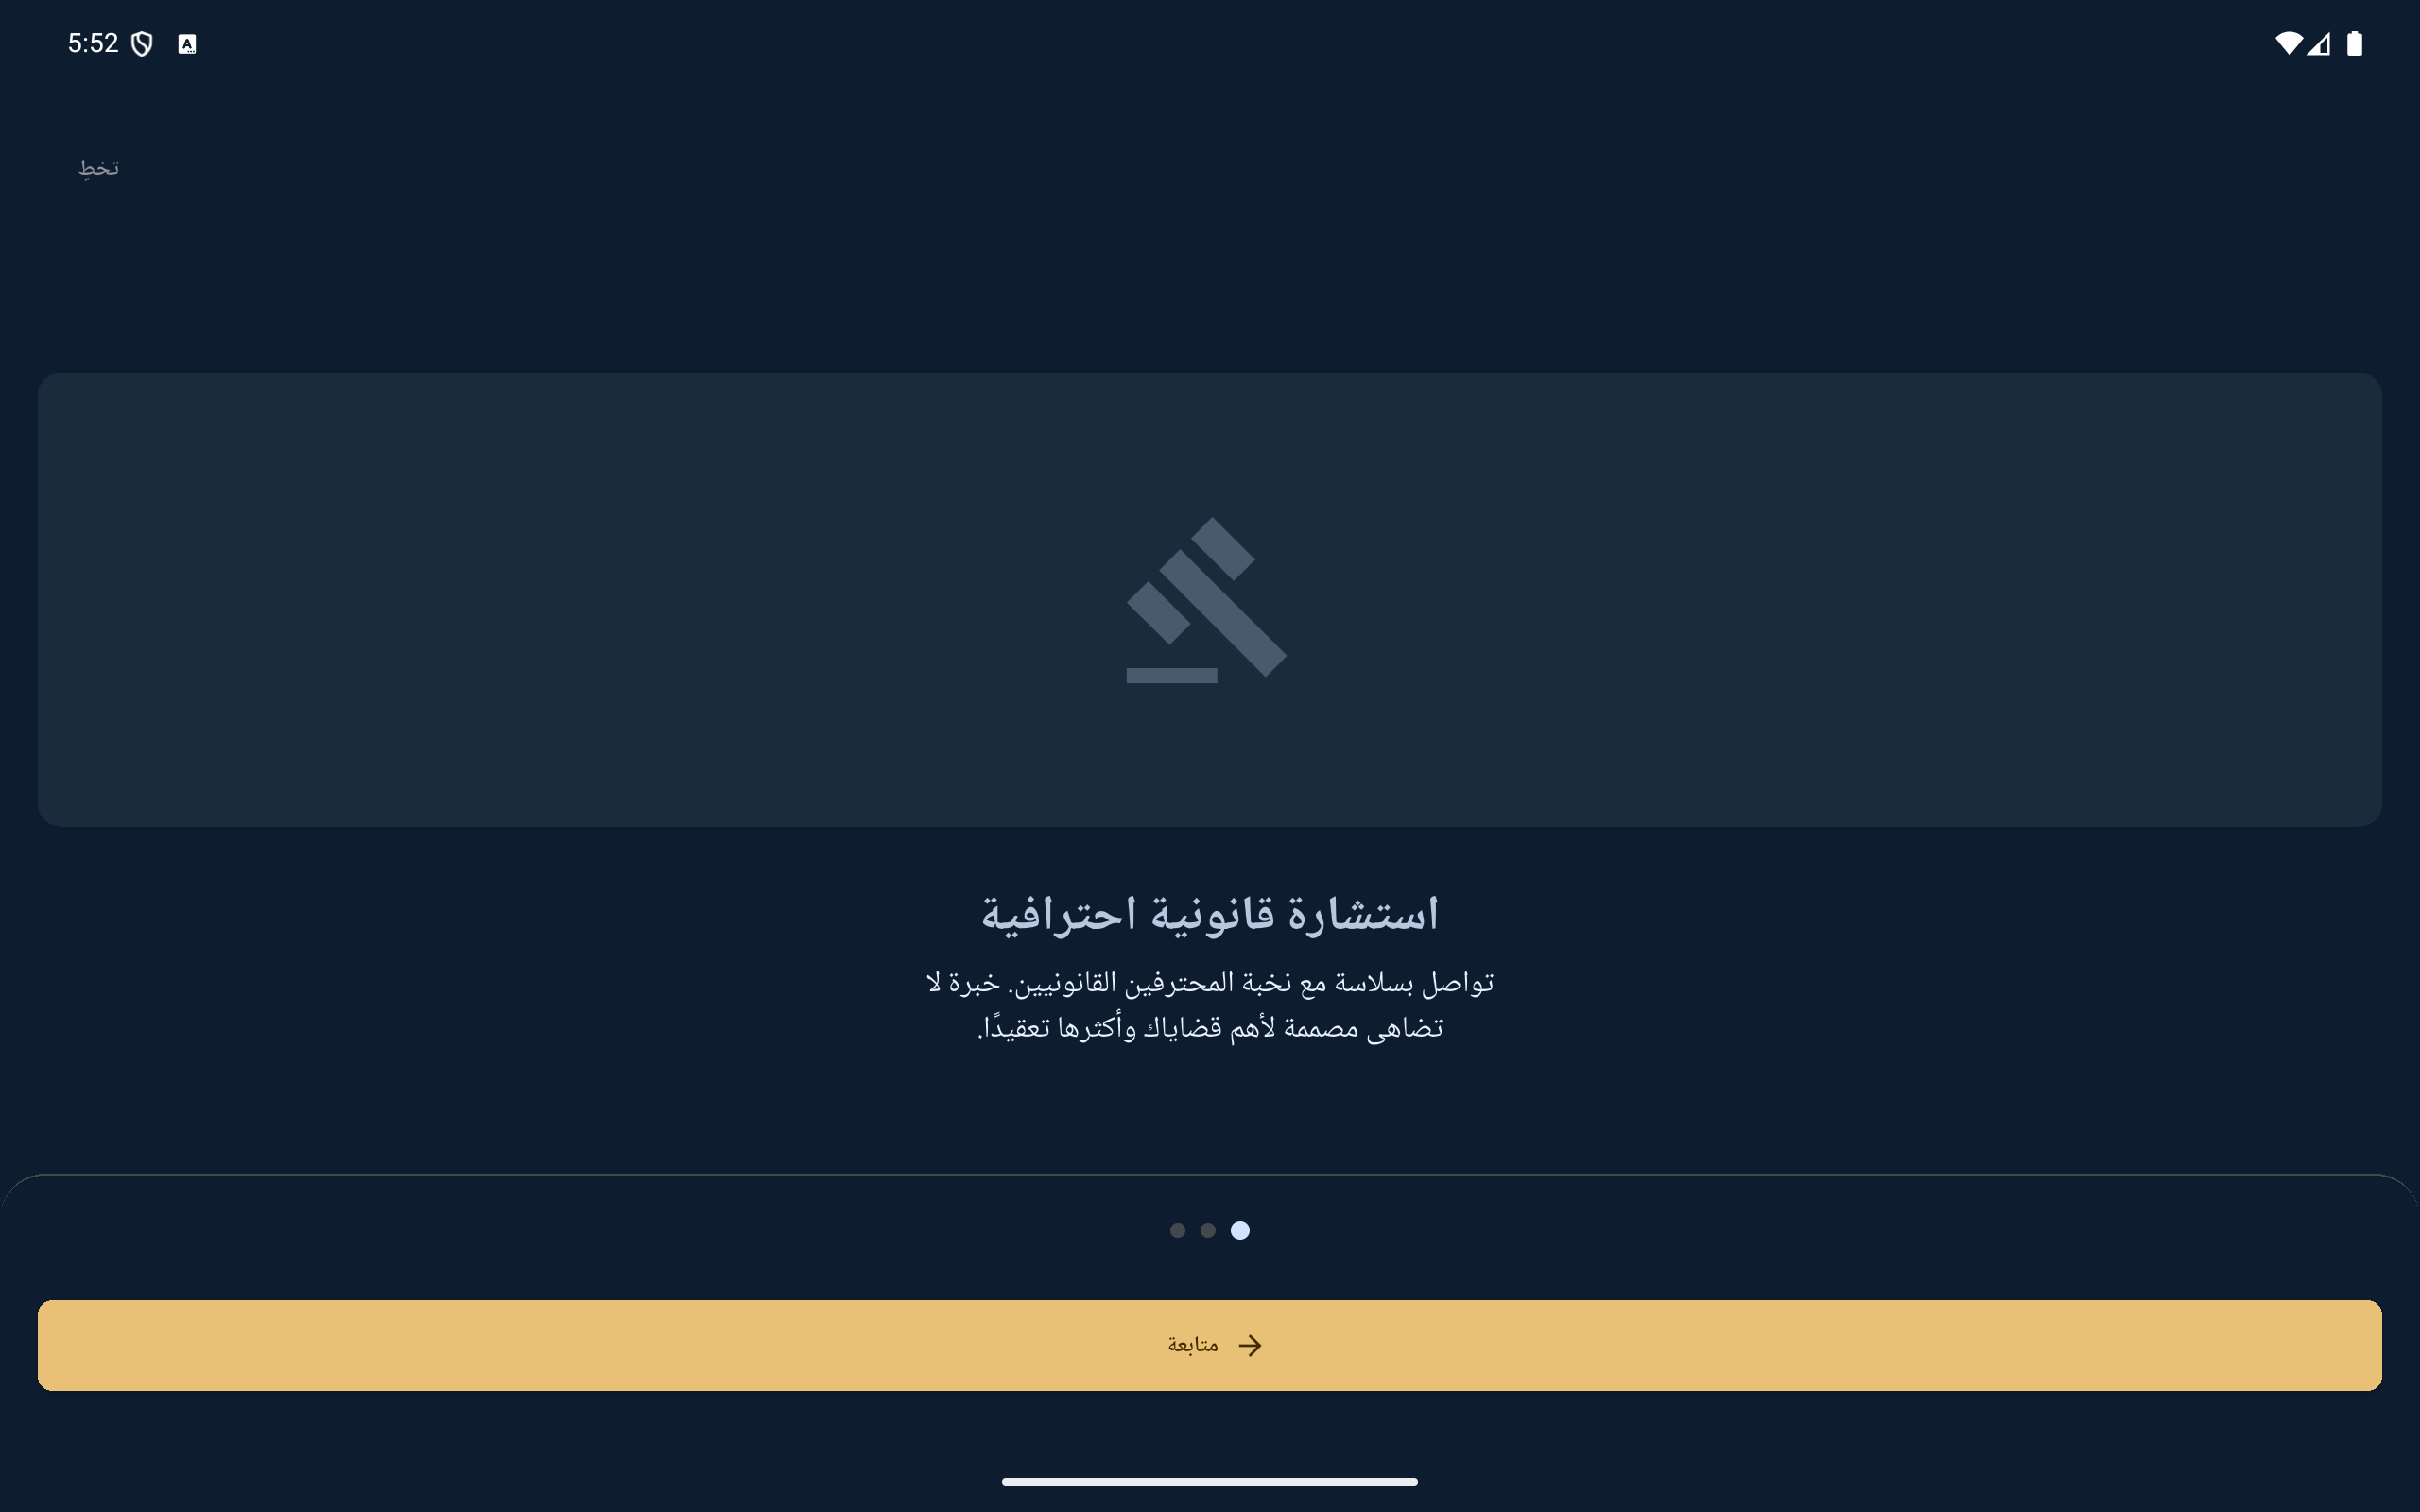 5:52
تخطٍ
استشارة قانونية احترافية
تواصل بسلاسة مع نخبة المحترفين القانونيين. خبرة لا
تضاهى مصممة لأهم قضاياك وأكثرها تعقيدًا.
متابعة